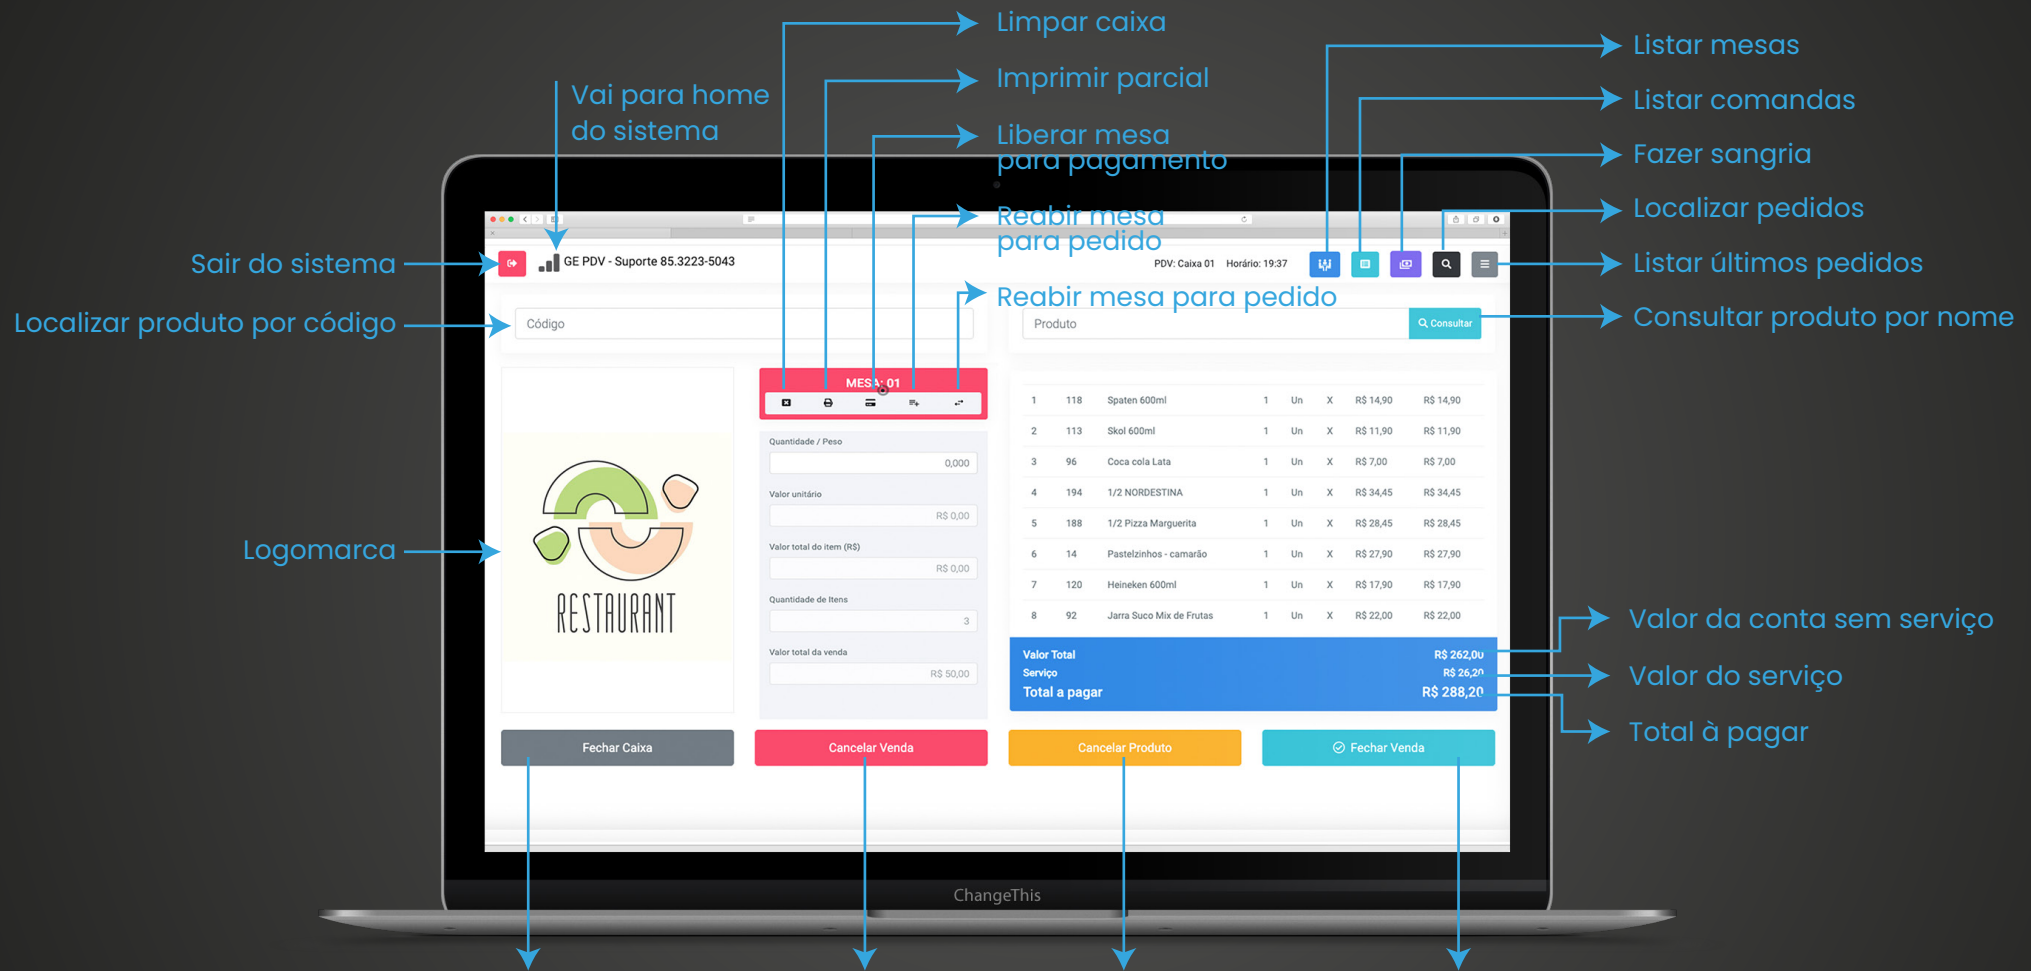 Limpar caixa
Listar mesas
Imprimir parcial
Vai para home
do sistema
Listar comandas
Liberar mesa
para pagamento
Fazer sangria
Reabir mesa
para pedido
Localizar pedidos
Sair do sistema
GE PDV - Suporte 85.3223-5043
PDV: Caixa 01 Horário: 19:37
Listar últimos pedidos
Reabir mesa para pedido
Localizar produto por código
Código
Produto
Consultar
Consultar produto por nome
MESA: 01
Quantidade / Peso
0,000
Valor unitário
R$ 0,00
Valor total do item (R$)
R$ 0,00
Quantidade de Itens
3
Valor total da venda
R$ 50,00
1 118 Spaten 600ml 1 Un X R$ 14,90 R$ 14,90
2 113 Skol 600ml 1 Un X R$ 11,90 R$ 11,90
3 96 Coca cola Lata 1 Un X R$ 7,00 R$ 7,00
4 194 1/2 NORDESTINA 1 Un X R$ 34,45 R$ 34,45
5 188 1/2 Pizza Marguerita 1 Un X R$ 28,45 R$ 28,45
6 14 Pastelzinhos - camarão 1 Un X R$ 27,90 R$ 27,90
7 120 Heineken 600ml 1 Un X R$ 17,90 R$ 17,90
8 92 Jarra Suco Mix de Frutas 1 Un X R$ 22,00 R$ 22,00
Logomarca
RESTAURANT
Valor Total R$ 262,00
Serviço R$ 26,20
Total a pagar R$ 288,20
Valor da conta sem serviço
Valor do serviço
Total à pagar
Fechar Caixa
Cancelar Venda
Cancelar Produto
Fechar Venda
ChangeThis